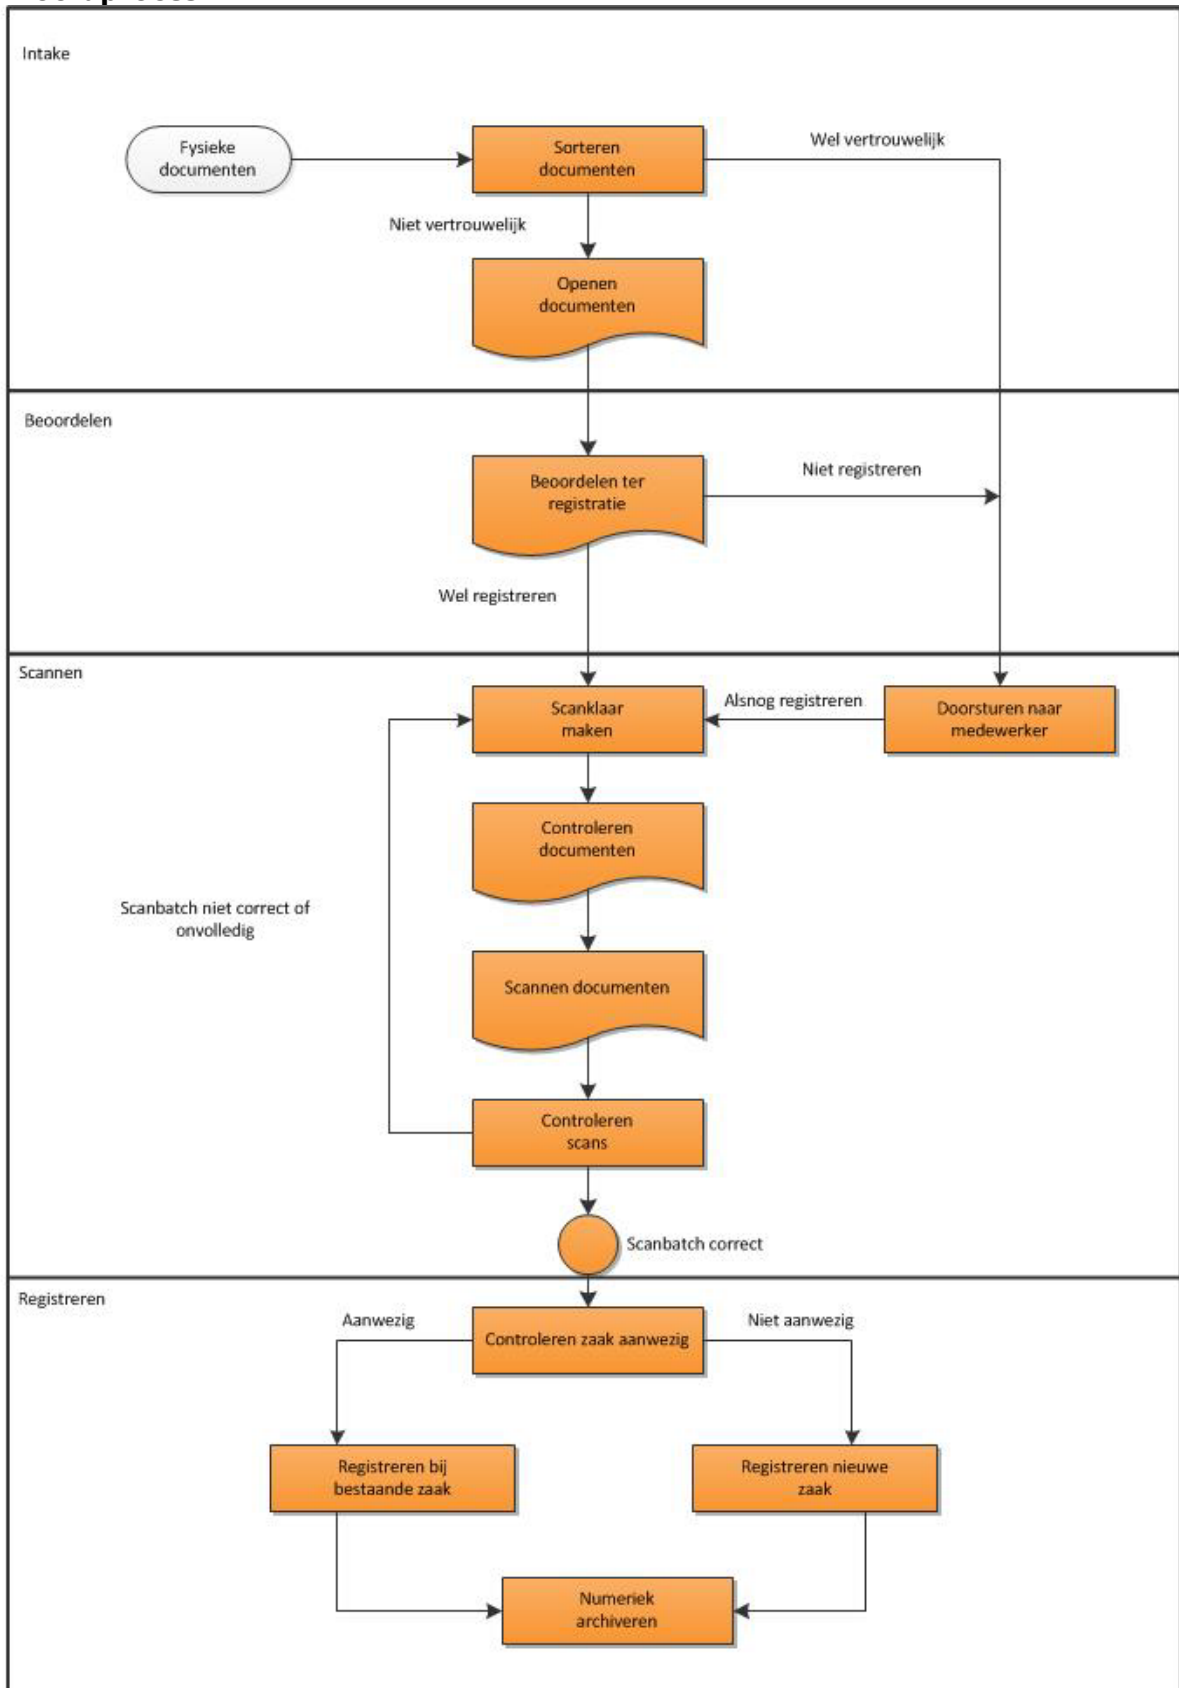 Intake
Fysieke
documenten
Sorteren
documenten
Wel vertrouwelijk
Niet vertrouwelijk
Openen
documenten
Beoordelen
Beoordelen ter
registratie
Niet registreren
Wel registreren
Scannen
Scanklaar
maken
Alsnog registreren
Doorsturen naar
medewerker
Controleren
documenten
Scanbatch niet correct of
onvolledig
Scannen documenten
Controleren
scans
Scanbatch correct
Registreren
Aanwezig
Controleren zaak aanwezig
Niet aanwezig
Registreren bij
bestaande zaak
Registreren nieuwe
zaak
Numeriek
archiveren